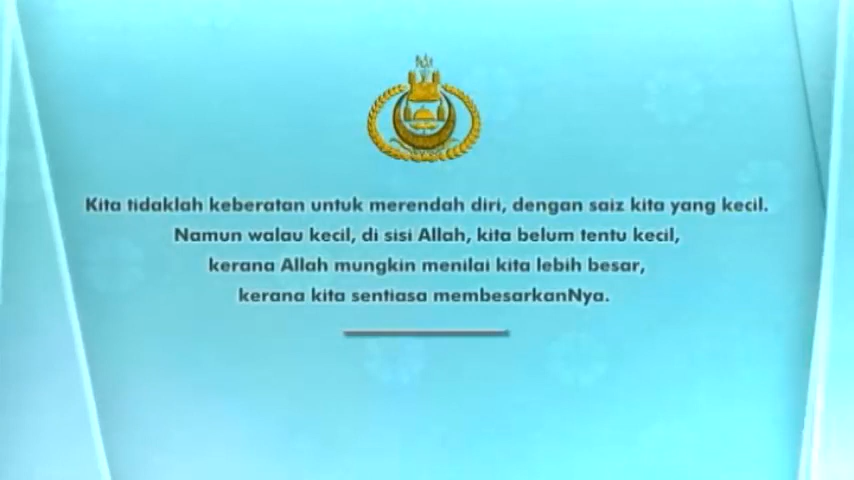 Kita tidaklah keberatan untuk merendah diri, dengan saiz kita yang kecil.
Namun walau kecil, di sisi Allah, kita belum tentu kecil,
kerana Allah mungkin menilai kita lebih besar,
kerana kita sentiasa membesarkanNya.